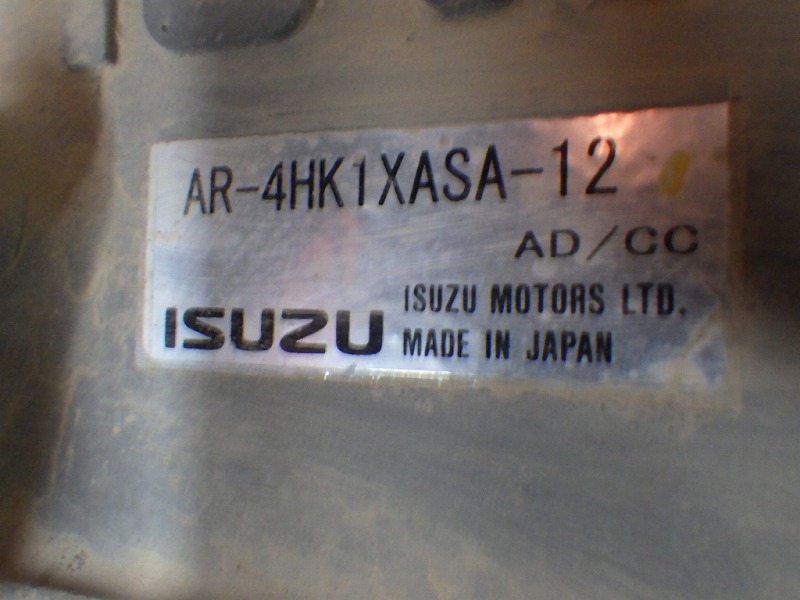 AR-4HK1XASA-12
AD/CC
ISUZU
ISUZU MOTORS LTD.
MADE IN JAPAN